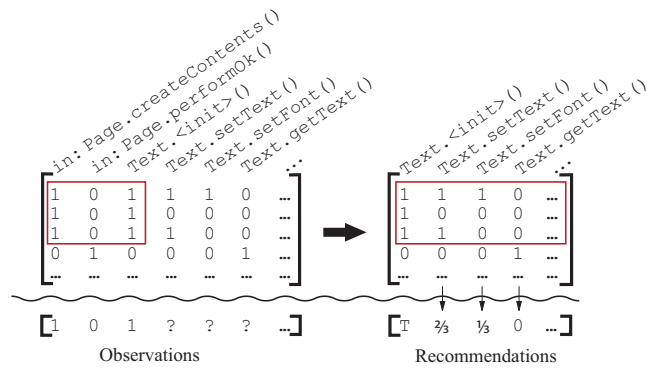 in: Page.createContents()
in: Page.performOk()
Text.<init>()
Text.setText()
Text.setFont()
Text.getText()
...
Text.<init>()
Text.setText()
Text.setFont()
Text.getText()
...
1 0 1 1 1 0 ...
1 0 1 0 0 0 ...
1 0 1 1 0 0 ...
0 1 0 0 0 1 ...
... ... ... ... ... ... ...
1 1 1 0 ...
1 0 0 0 ...
1 1 0 0 ...
0 0 0 1 ...
... ... ... ... ...
[1 0 1 ? ? ? ...]
[T ⅔ ⅓ 0 ...]
Observations
Recommendations